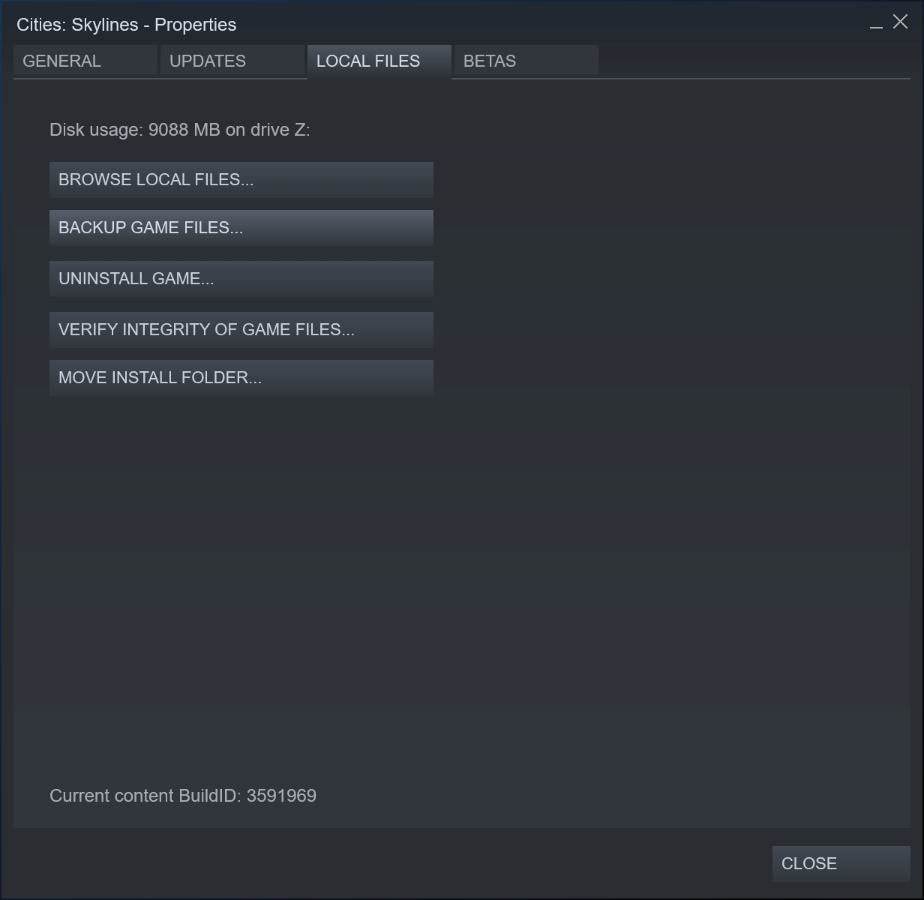 Cities: Skylines - Properties
GENERAL UPDATES LOCAL FILES BETAS
Disk usage: 9088 MB on drive Z:
BROWSE LOCAL FILES...
BACKUP GAME FILES...
UNINSTALL GAME...
VERIFY INTEGRITY OF GAME FILES...
MOVE INSTALL FOLDER...
Current content BuildID: 3591969
CLOSE